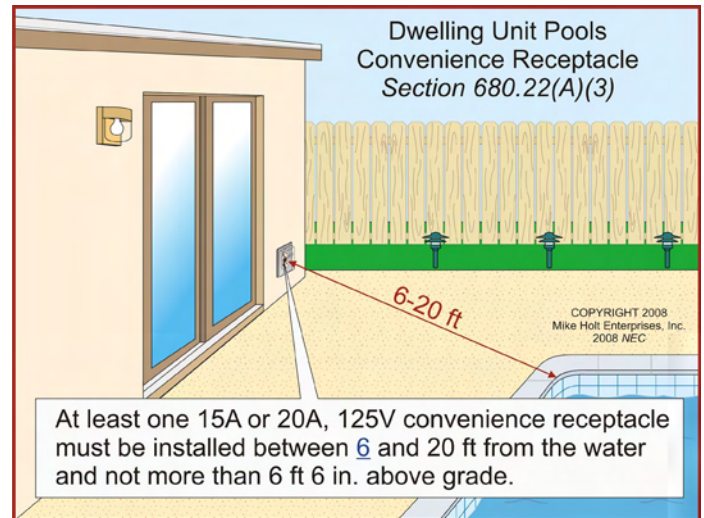 Dwelling Unit Pools
Convenience Receptacle
Section 680.22(A)(3)
6-20 ft
COPYRIGHT 2008
Mike Holt Enterprises, Inc.
2008 NEC
At least one 15A or 20A, 125V convenience receptacle
must be installed between 6 and 20 ft from the water
and not more than 6 ft 6 in. above grade.